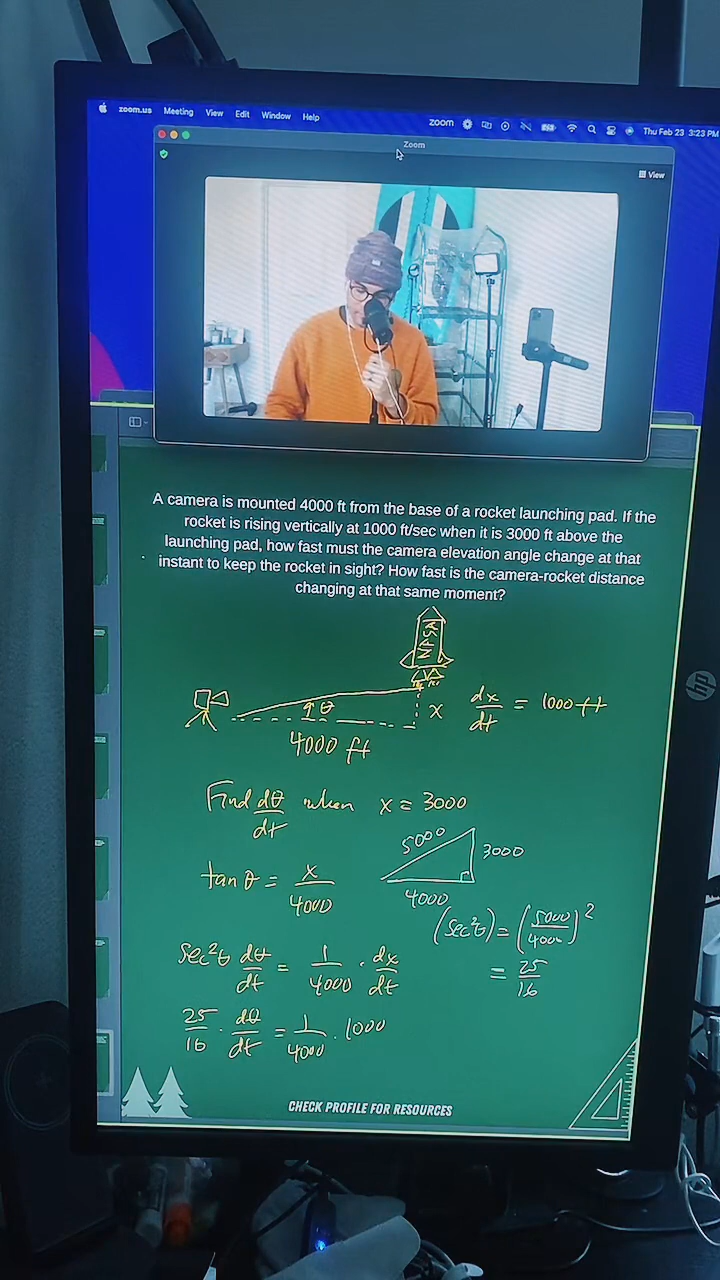 zoom.us Meeting View Edit Window Help zoom Thu Feb 23 3:23 PM
Zoom
View
A camera is mounted 4000 ft from the base of a rocket launching pad. If the
rocket is rising vertically at 1000 ft/sec when it is 3000 ft above the
launching pad, how fast must the camera elevation angle change at that
instant to keep the rocket in sight? How fast is the camera-rocket distance
changing at that same moment?
NASA
θ x dx/dt = 1000 ft
4000 ft
Find dθ/dt when x = 3000
5000 3000
4000
tan θ = x/4000
(sec²θ) = (5000/4000)²
= 25/16
sec²θ dθ/dt = 1/4000 · dx/dt
25/16 · dθ/dt = 1/4000 · 1000
CHECK PROFILE FOR RESOURCES
hp